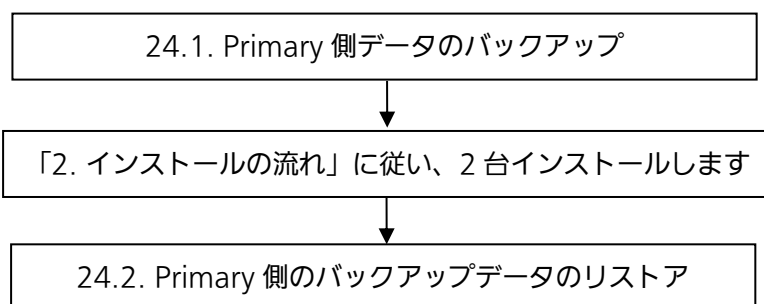 24.1. Primary 側データのバックアップ
「2. インストールの流れ」に従い、2 台インストールします
24.2. Primary 側のバックアップデータのリストア